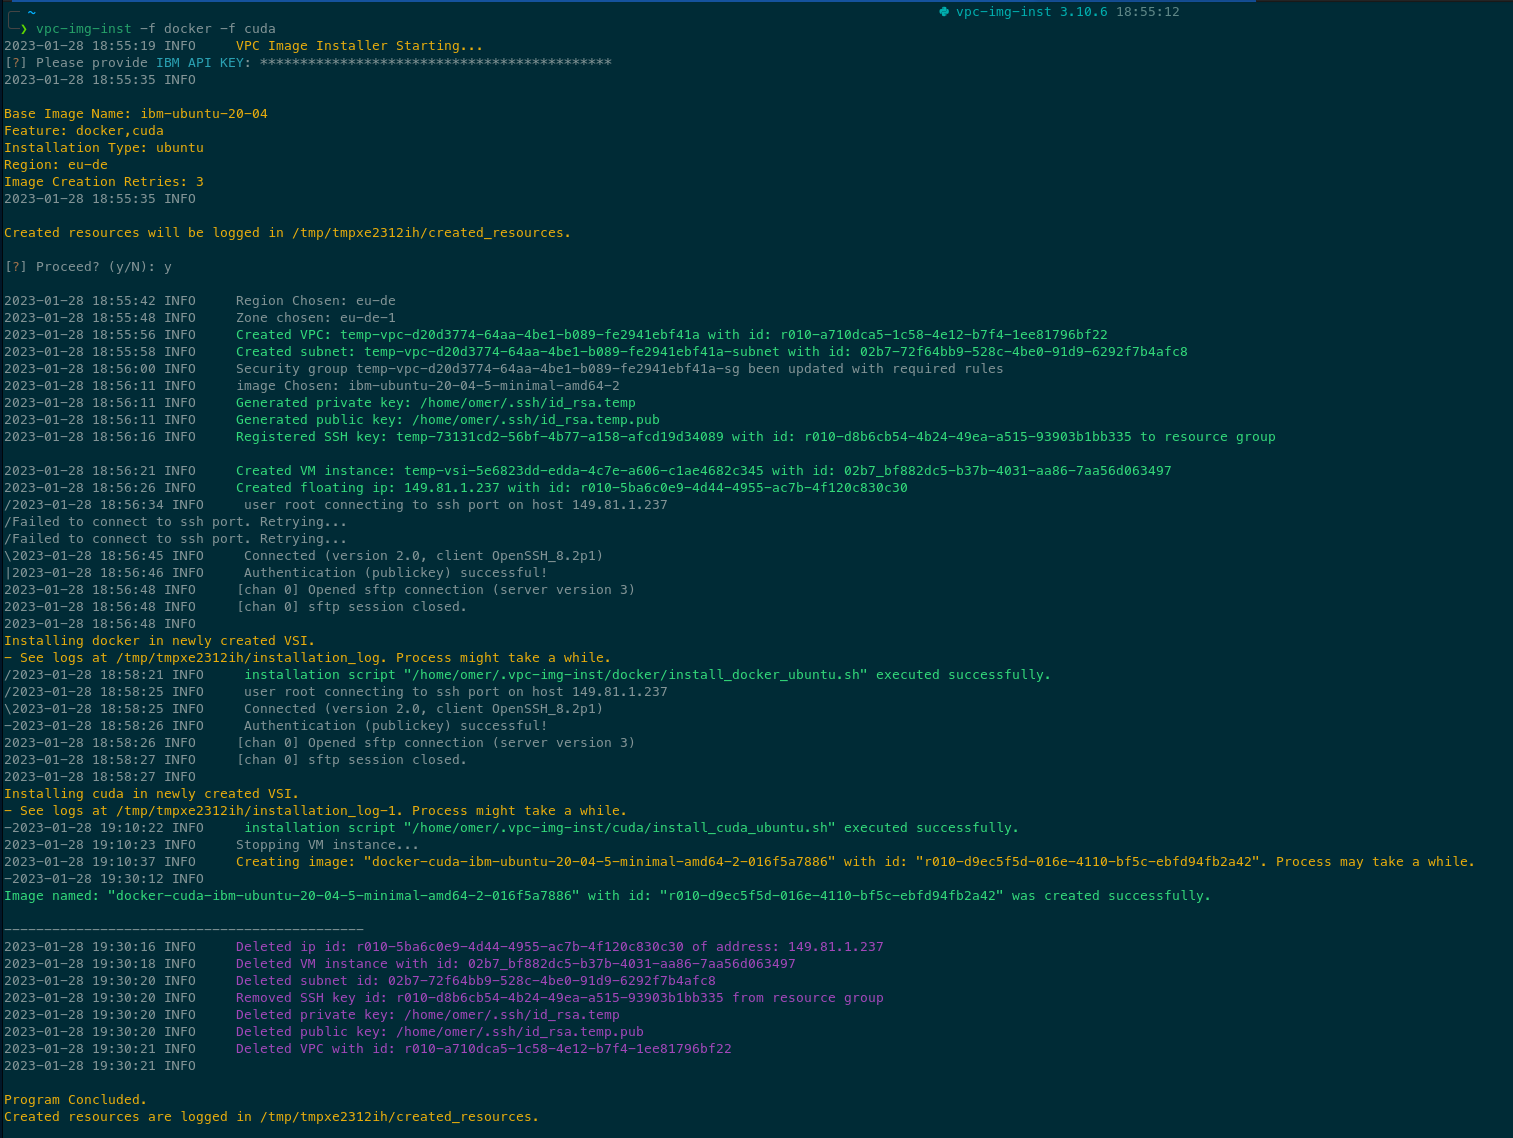 ~ vpc-img-inst 3.10.6 18:55:12
❯ vpc-img-inst -f docker -f cuda
2023-01-28 18:55:19 INFO     VPC Image Installer Starting...
[?] Please provide IBM API KEY: ********************************************
2023-01-28 18:55:35 INFO
Base Image Name: ibm-ubuntu-20-04
Feature: docker,cuda
Installation Type: ubuntu
Region: eu-de
Image Creation Retries: 3
2023-01-28 18:55:35 INFO
Created resources will be logged in /tmp/tmpxe2312ih/created_resources.
[?] Proceed? (y/N): y
2023-01-28 18:55:42 INFO     Region Chosen: eu-de
2023-01-28 18:55:48 INFO     Zone chosen: eu-de-1
2023-01-28 18:55:56 INFO     Created VPC: temp-vpc-d20d3774-64aa-4be1-b089-fe2941ebf41a with id: r010-a710dca5-1c58-4e12-b7f4-1ee81796bf22
2023-01-28 18:55:58 INFO     Created subnet: temp-vpc-d20d3774-64aa-4be1-b089-fe2941ebf41a-subnet with id: 02b7-72f64bb9-528c-4be0-91d9-6292f7b4afc8
2023-01-28 18:56:00 INFO     Security group temp-vpc-d20d3774-64aa-4be1-b089-fe2941ebf41a-sg been updated with required rules
2023-01-28 18:56:11 INFO     image Chosen: ibm-ubuntu-20-04-5-minimal-amd64-2
2023-01-28 18:56:11 INFO     Generated private key: /home/omer/.ssh/id_rsa.temp
2023-01-28 18:56:11 INFO     Generated public key: /home/omer/.ssh/id_rsa.temp.pub
2023-01-28 18:56:16 INFO     Registered SSH key: temp-73131cd2-56bf-4b77-a158-afcd19d34089 with id: r010-d8b6cb54-4b24-49ea-a515-93903b1bb335 to resource group
2023-01-28 18:56:21 INFO     Created VM instance: temp-vsi-5e6823dd-edda-4c7e-a606-c1ae4682c345 with id: 02b7_bf882dc5-b37b-4031-aa86-7aa56d063497
2023-01-28 18:56:26 INFO     Created floating ip: 149.81.1.237 with id: r010-5ba6c0e9-4d44-4955-ac7b-4f120c830c30
/2023-01-28 18:56:34 INFO     user root connecting to ssh port on host 149.81.1.237
/Failed to connect to ssh port. Retrying...
/Failed to connect to ssh port. Retrying...
\2023-01-28 18:56:45 INFO     Connected (version 2.0, client OpenSSH_8.2p1)
|2023-01-28 18:56:46 INFO     Authentication (publickey) successful!
2023-01-28 18:56:48 INFO     [chan 0] Opened sftp connection (server version 3)
2023-01-28 18:56:48 INFO     [chan 0] sftp session closed.
2023-01-28 18:56:48 INFO
Installing docker in newly created VSI.
- See logs at /tmp/tmpxe2312ih/installation_log. Process might take a while.
/2023-01-28 18:58:21 INFO     installation script "/home/omer/.vpc-img-inst/docker/install_docker_ubuntu.sh" executed successfully.
/2023-01-28 18:58:25 INFO     user root connecting to ssh port on host 149.81.1.237
\2023-01-28 18:58:25 INFO     Connected (version 2.0, client OpenSSH_8.2p1)
-2023-01-28 18:58:26 INFO     Authentication (publickey) successful!
2023-01-28 18:58:26 INFO     [chan 0] Opened sftp connection (server version 3)
2023-01-28 18:58:27 INFO     [chan 0] sftp session closed.
2023-01-28 18:58:27 INFO
Installing cuda in newly created VSI.
- See logs at /tmp/tmpxe2312ih/installation_log-1. Process might take a while.
-2023-01-28 19:10:22 INFO     installation script "/home/omer/.vpc-img-inst/cuda/install_cuda_ubuntu.sh" executed successfully.
2023-01-28 19:10:23 INFO     Stopping VM instance...
2023-01-28 19:10:37 INFO     Creating image: "docker-cuda-ibm-ubuntu-20-04-5-minimal-amd64-2-016f5a7886" with id: "r010-d9ec5f5d-016e-4110-bf5c-ebfd94fb2a42". Process may take a while.
-2023-01-28 19:30:12 INFO
Image named: "docker-cuda-ibm-ubuntu-20-04-5-minimal-amd64-2-016f5a7886" with id: "r010-d9ec5f5d-016e-4110-bf5c-ebfd94fb2a42" was created successfully.
---------------------------------------------
2023-01-28 19:30:16 INFO     Deleted ip id: r010-5ba6c0e9-4d44-4955-ac7b-4f120c830c30 of address: 149.81.1.237
2023-01-28 19:30:18 INFO     Deleted VM instance with id: 02b7_bf882dc5-b37b-4031-aa86-7aa56d063497
2023-01-28 19:30:20 INFO     Deleted subnet id: 02b7-72f64bb9-528c-4be0-91d9-6292f7b4afc8
2023-01-28 19:30:20 INFO     Removed SSH key id: r010-d8b6cb54-4b24-49ea-a515-93903b1bb335 from resource group
2023-01-28 19:30:20 INFO     Deleted private key: /home/omer/.ssh/id_rsa.temp
2023-01-28 19:30:20 INFO     Deleted public key: /home/omer/.ssh/id_rsa.temp.pub
2023-01-28 19:30:21 INFO     Deleted VPC with id: r010-a710dca5-1c58-4e12-b7f4-1ee81796bf22
2023-01-28 19:30:21 INFO
Program Concluded.
Created resources are logged in /tmp/tmpxe2312ih/created_resources.